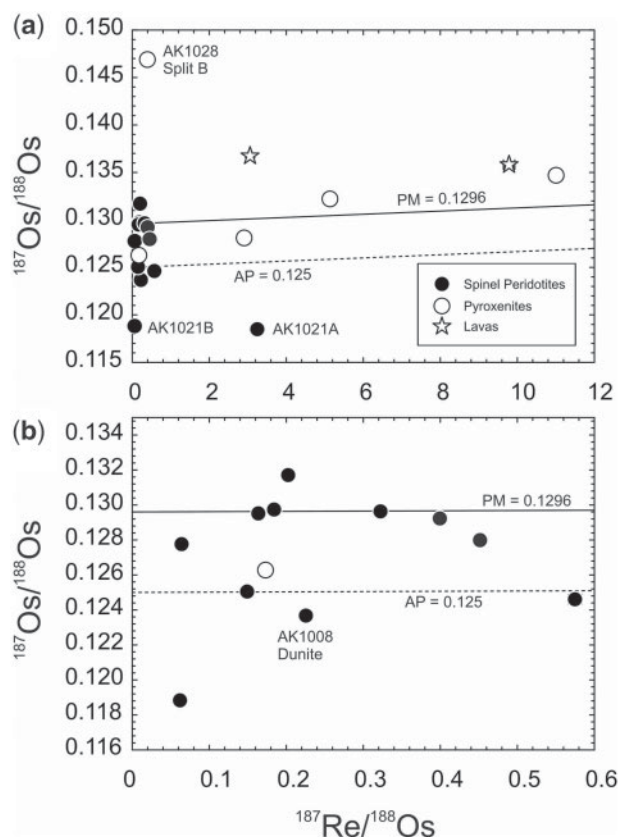 (a)
0.150
0.145
0.140
0.135
0.130
0.125
0.120
0.115
¹⁸⁷Os/¹⁸⁸Os
AK1028
Split B
PM = 0.1296
AP = 0.125
Spinel Peridotites
Pyroxenites
Lavas
AK1021B
AK1021A
0 2 4 6 8 10 12
(b)
0.134
0.132
0.130
0.128
0.126
0.124
0.122
0.120
0.118
0.116
¹⁸⁷Os/¹⁸⁸Os
PM = 0.1296
AP = 0.125
AK1008
Dunite
0 0.1 0.2 0.3 0.4 0.5 0.6
¹⁸⁷Re/¹⁸⁸Os